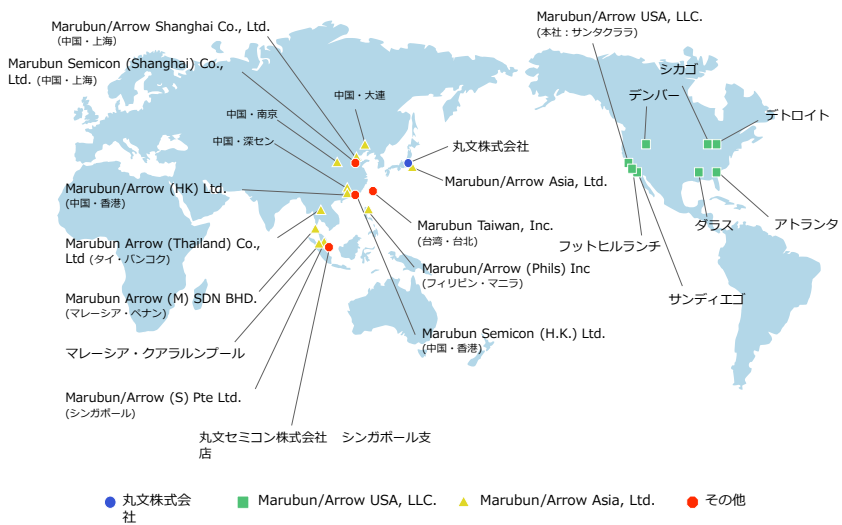 Marubun/Arrow Shanghai Co., Ltd.
(中国・上海)
Marubun Semicon (Shanghai) Co.,
Ltd. (中国・上海)
中国・大連
中国・南京
中国・深セン
丸文株式会社
Marubun/Arrow Asia, Ltd.
Marubun/Arrow (HK) Ltd.
(中国・香港)
Marubun Taiwan, Inc.
(台湾・台北)
Marubun Arrow (Thailand) Co.,
Ltd (タイ・バンコク)
Marubun/Arrow (Phils) Inc
(フィリピン・マニラ)
Marubun Arrow (M) SDN BHD.
(マレーシア・ペナン)
Marubun Semicon (H.K.) Ltd.
(中国・香港)
マレーシア・クアラルンプール
Marubun/Arrow (S) Pte Ltd.
(シンガポール)
丸文セミコン株式会社　シンガポール支
店
Marubun/Arrow USA, LLC.
(本社：サンタクララ)
シカゴ
デンバー
デトロイト
ダラス
アトランタ
フットヒルランチ
サンディエゴ
丸文株式会
社
Marubun/Arrow USA, LLC.
Marubun/Arrow Asia, Ltd.
その他